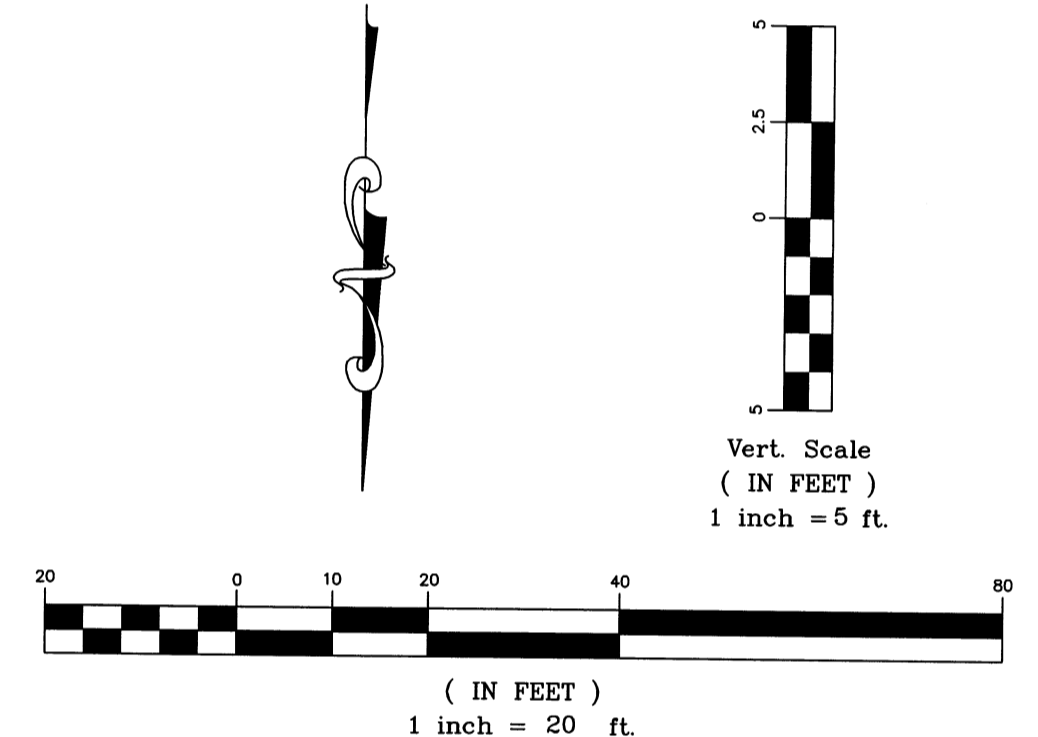 5
2.5
0
5
Vert. Scale
( IN FEET )
1 inch = 5 ft.
20 0 10 20 40 80
( IN FEET )
1 inch = 20 ft.